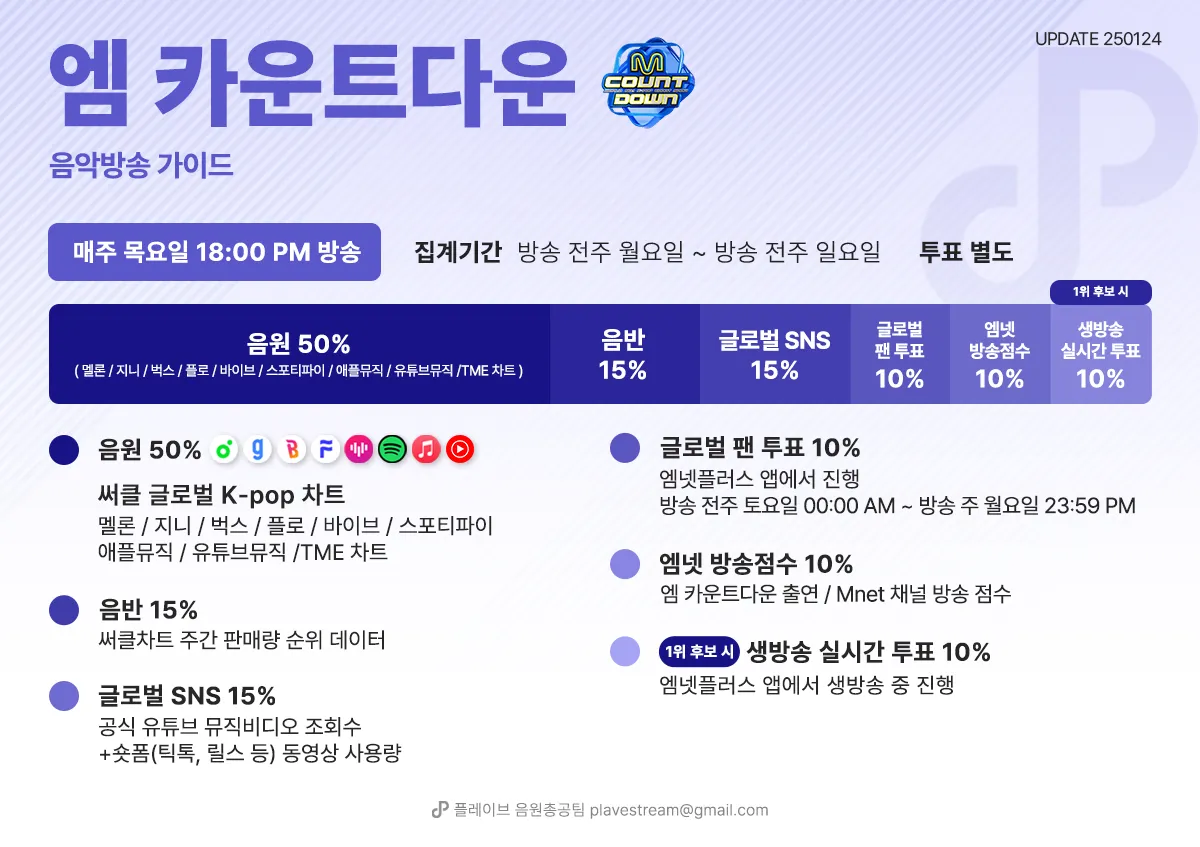 엠 카운트다운
M
COUNT
DOWN
UPDATE 250124
음악방송 가이드
매주 목요일 18:00 PM 방송
집계기간 방송 전주 월요일 ~ 방송 전주 일요일 투표 별도
1위 후보 시
음원 50%
( 멜론 / 지니 / 벅스 / 플로 / 바이브 / 스포티파이 / 애플뮤직 / 유튜브뮤직 /TME 차트 )
음반
15%
글로벌 SNS
15%
글로벌
팬 투표
10%
엠넷
방송점수
10%
생방송
실시간 투표
10%
음원 50%
써클 글로벌 K-pop 차트
멜론 / 지니 / 벅스 / 플로 / 바이브 / 스포티파이
애플뮤직 / 유튜브뮤직 /TME 차트
음반 15%
써클차트 주간 판매량 순위 데이터
글로벌 SNS 15%
공식 유튜브 뮤직비디오 조회수
+숏폼(틱톡, 릴스 등) 동영상 사용량
글로벌 팬 투표 10%
엠넷플러스 앱에서 진행
방송 전주 토요일 00:00 AM ~ 방송 주 월요일 23:59 PM
엠넷 방송점수 10%
엠 카운트다운 출연 / Mnet 채널 방송 점수
1위 후보 시 생방송 실시간 투표 10%
엠넷플러스 앱에서 생방송 중 진행
플레이브 음원총공팀 plavestream@gmail.com